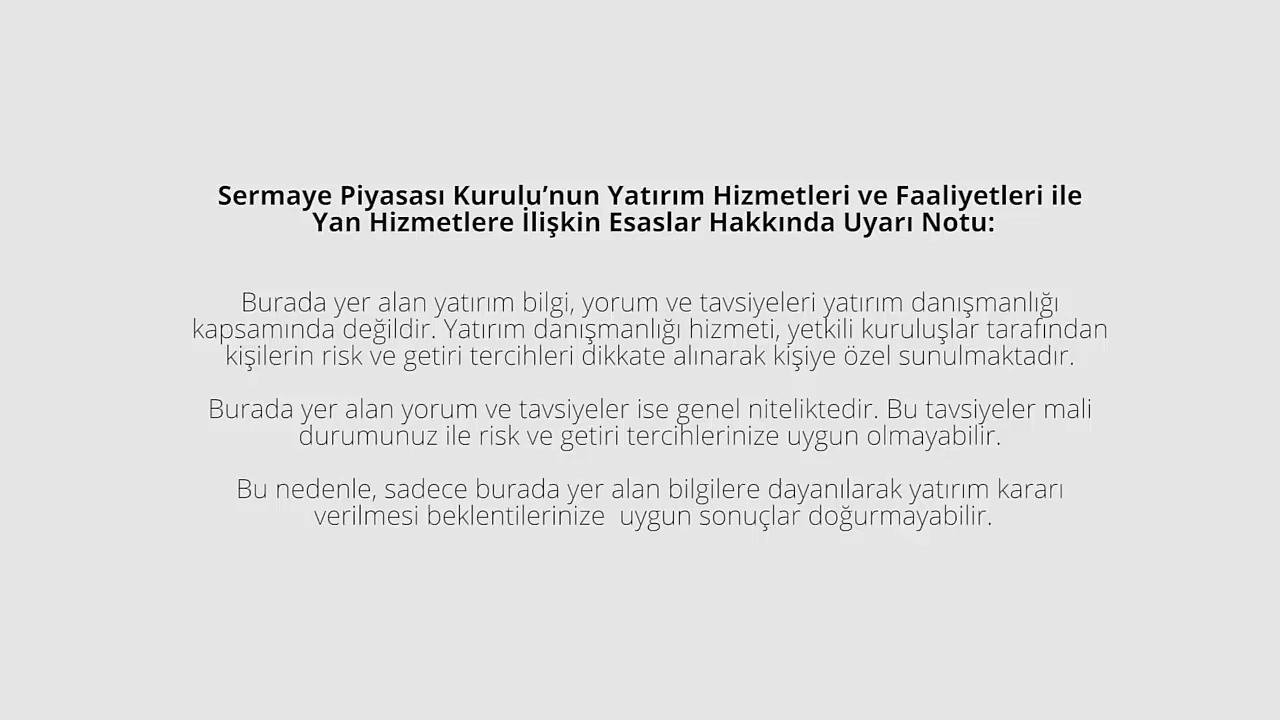 Sermaye Piyasası Kurulu’nun Yatırım Hizmetleri ve Faaliyetleri ile
Yan Hizmetlere İlişkin Esaslar Hakkında Uyarı Notu:
Burada yer alan yatırım bilgi, yorum ve tavsiyeleri yatırım danışmanlığı
kapsamında değildir. Yatırım danışmanlığı hizmeti, yetkili kuruluşlar tarafından
kişilerin risk ve getiri tercihleri dikkate alınarak kişiye özel sunulmaktadır.
Burada yer alan yorum ve tavsiyeler ise genel niteliktedir. Bu tavsiyeler mali
durumunuz ile risk ve getiri tercihlerinize uygun olmayabilir.
Bu nedenle, sadece burada yer alan bilgilere dayanılarak yatırım kararı
verilmesi beklentilerinize uygun sonuçlar doğurmayabilir.